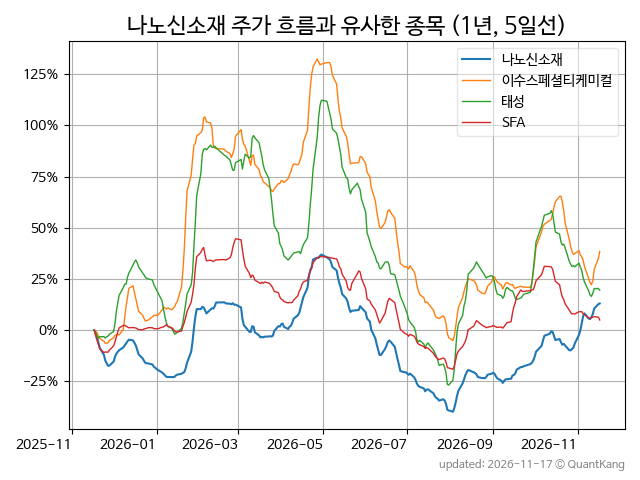 나노신소재 주가 흐름과 유사한 종목 (1년, 5일선)
나노신소재
이수스페셜티케미컬
태성
SFA
125%
100%
75%
50%
25%
0%
−25%
2025-11 2026-01 2026-03 2026-05 2026-07 2026-09 2026-11
updated: 2026-11-17 © QuantKang